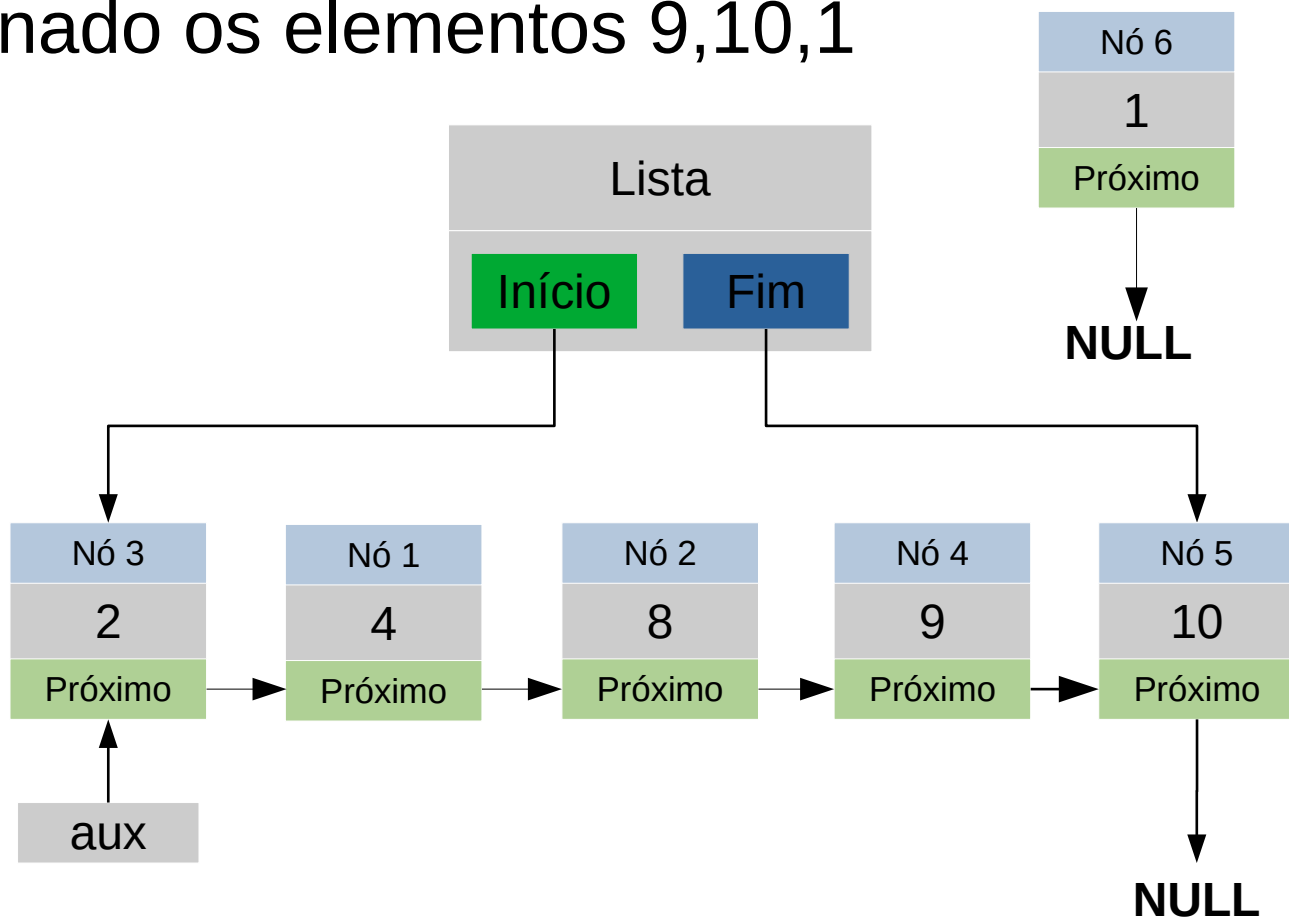 nado os elementos 9,10,1
Nó 6
1
Próximo
NULL
Lista
Início Fim
Nó 3 Nó 1 Nó 2 Nó 4 Nó 5
2 4 8 9 10
Próximo Próximo Próximo Próximo Próximo
aux
NULL